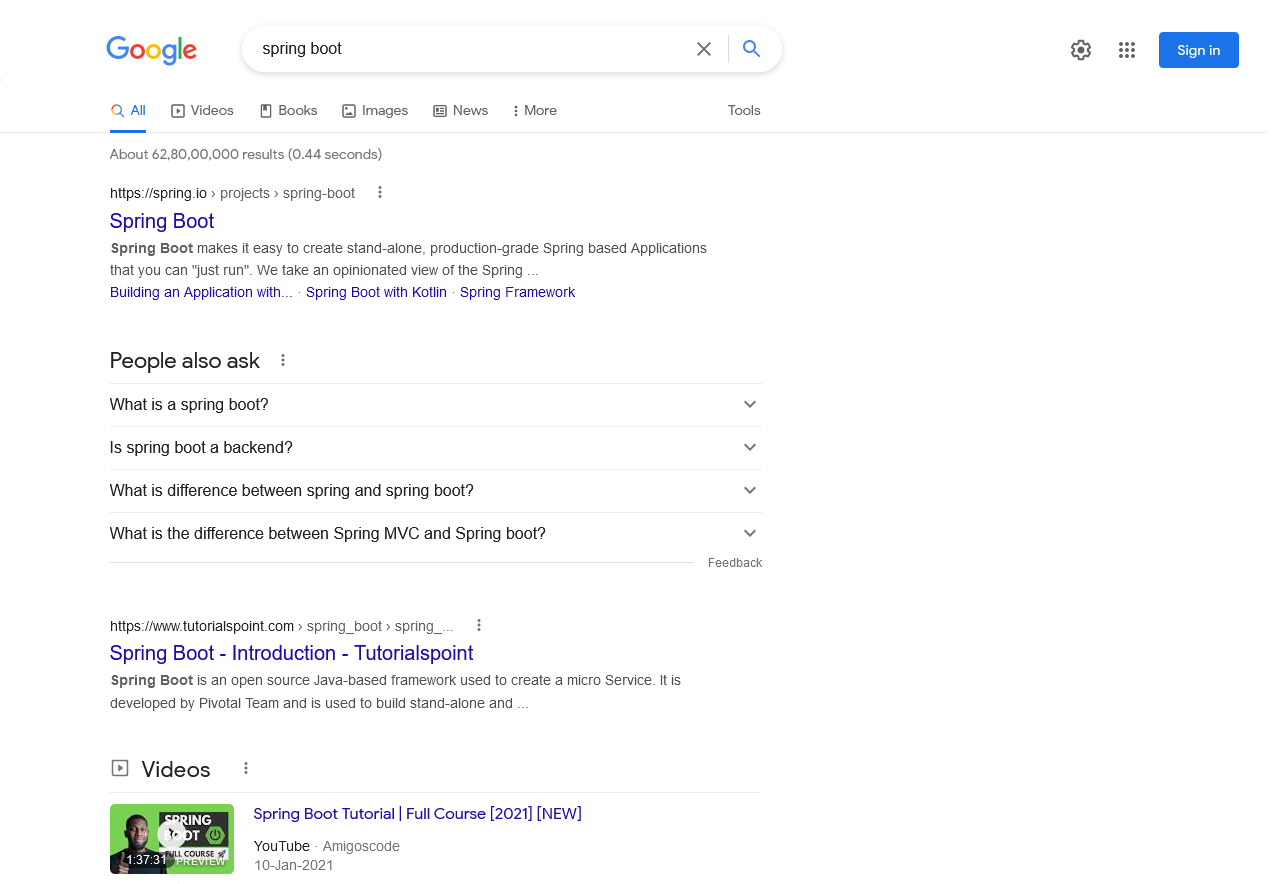 Google
spring boot
Sign in
All
Videos
Books
Images
News
More
Tools
About 62,80,00,000 results (0.44 seconds)
https://spring.io › projects › spring-boot
Spring Boot
Spring Boot makes it easy to create stand-alone, production-grade Spring based Applications
that you can "just run". We take an opinionated view of the Spring ...
Building an Application with... · Spring Boot with Kotlin · Spring Framework
People also ask
What is a spring boot?
Is spring boot a backend?
What is difference between spring and spring boot?
What is the difference between Spring MVC and Spring boot?
Feedback
https://www.tutorialspoint.com › spring_boot › spring_...
Spring Boot - Introduction - Tutorialspoint
Spring Boot is an open source Java-based framework used to create a micro Service. It is
developed by Pivotal Team and is used to build stand-alone and ...
Videos
SPRING
BOOT
FULL COURSE
1:37:31
PREVIEW
Spring Boot Tutorial | Full Course [2021] [NEW]
YouTube · Amigoscode
10-Jan-2021